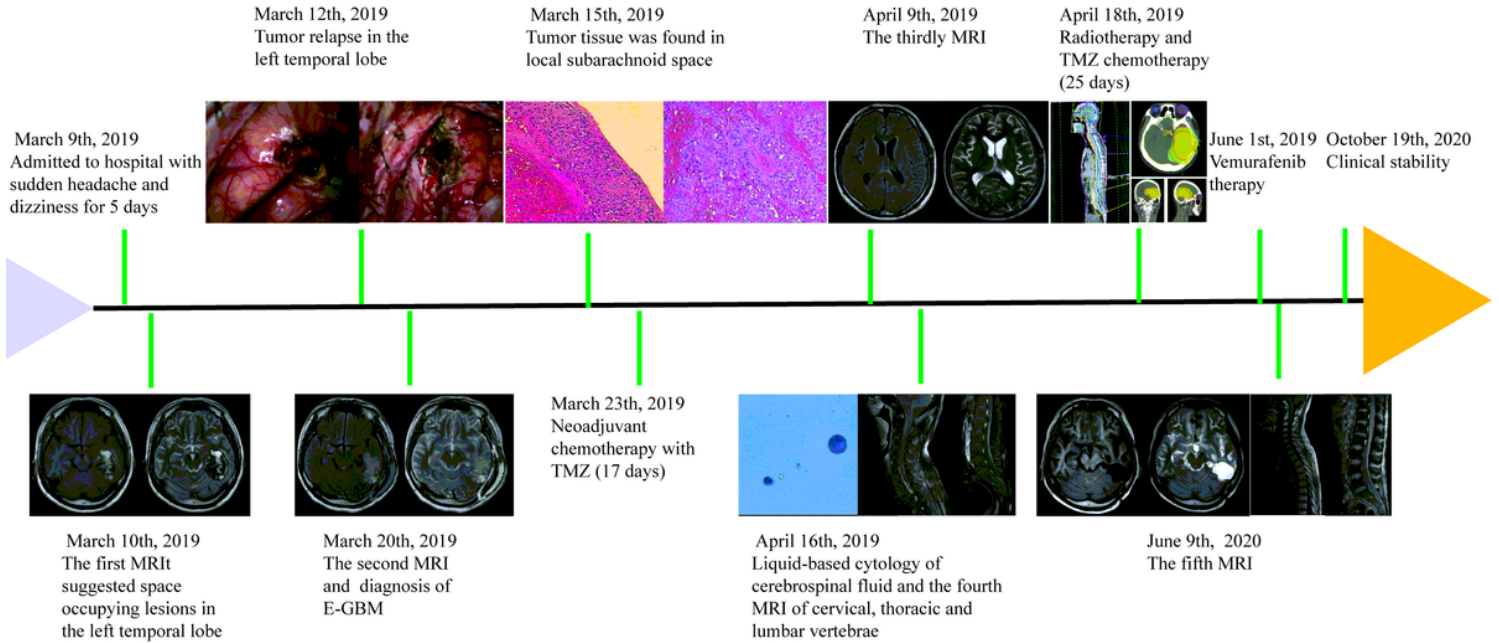 March 9th, 2019
Admitted to hospital with
sudden headache and
dizziness for 5 days
March 12th, 2019
Tumor relapse in the
left temporal lobe
March 15th, 2019
Tumor tissue was found in
local subarachnoid space
April 9th, 2019
The thirdly MRI
April 18th, 2019
Radiotherapy and
TMZ chemotherapy
(25 days)
June 1st, 2019
Vemurafenib
therapy
October 19th, 2020
Clinical stability
March 10th, 2019
The first MRIt
suggested space
occupying lesions in
the left temporal lobe
March 20th, 2019
The second MRI
and diagnosis of
E-GBM
March 23th, 2019
Neoadjuvant
chemotherapy with
TMZ (17 days)
April 16th, 2019
Liquid-based cytology of
cerebrospinal fluid and the fourth
MRI of cervical, thoracic and
lumbar vertebrae
June 9th, 2020
The fifth MRI